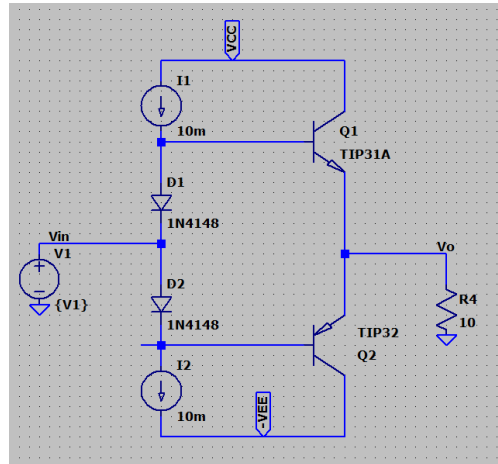 VCC
I1
10m
Q1
TIP31A
D1
1N4148
Vin
V1
{V1}
Vo
D2
1N4148
R4
10
TIP32
Q2
I2
10m
-VEE